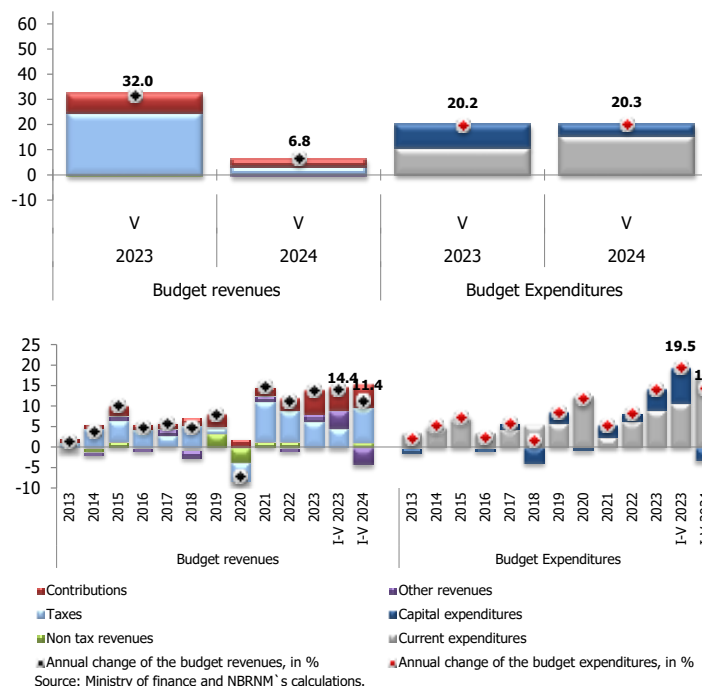 60
50
40
30
20
10
0
-10
32.0
6.8
20.2
20.3
V V V V
2023 2024 2023 2024
Budget revenues Budget Expenditures
25
20
15
10
5
0
-5
-10
14.4
11.4
19.5
1
2013 2014 2015 2016 2017 2018 2019 2020 2021 2022 2023 I-V 2023 I-V 2024 2013 2014 2015 2016 2017 2018 2019 2020 2021 2022 2023 I-V 2023 I-V 2024
Budget revenues Budget Expenditures
Contributions Other revenues
Taxes Capital expenditures
Non tax revenues Current expenditures
Annual change of the budget revenues, in % Annual change of the budget expenditures, in %
Source: Ministry of finance and NBRNM`s calculations.